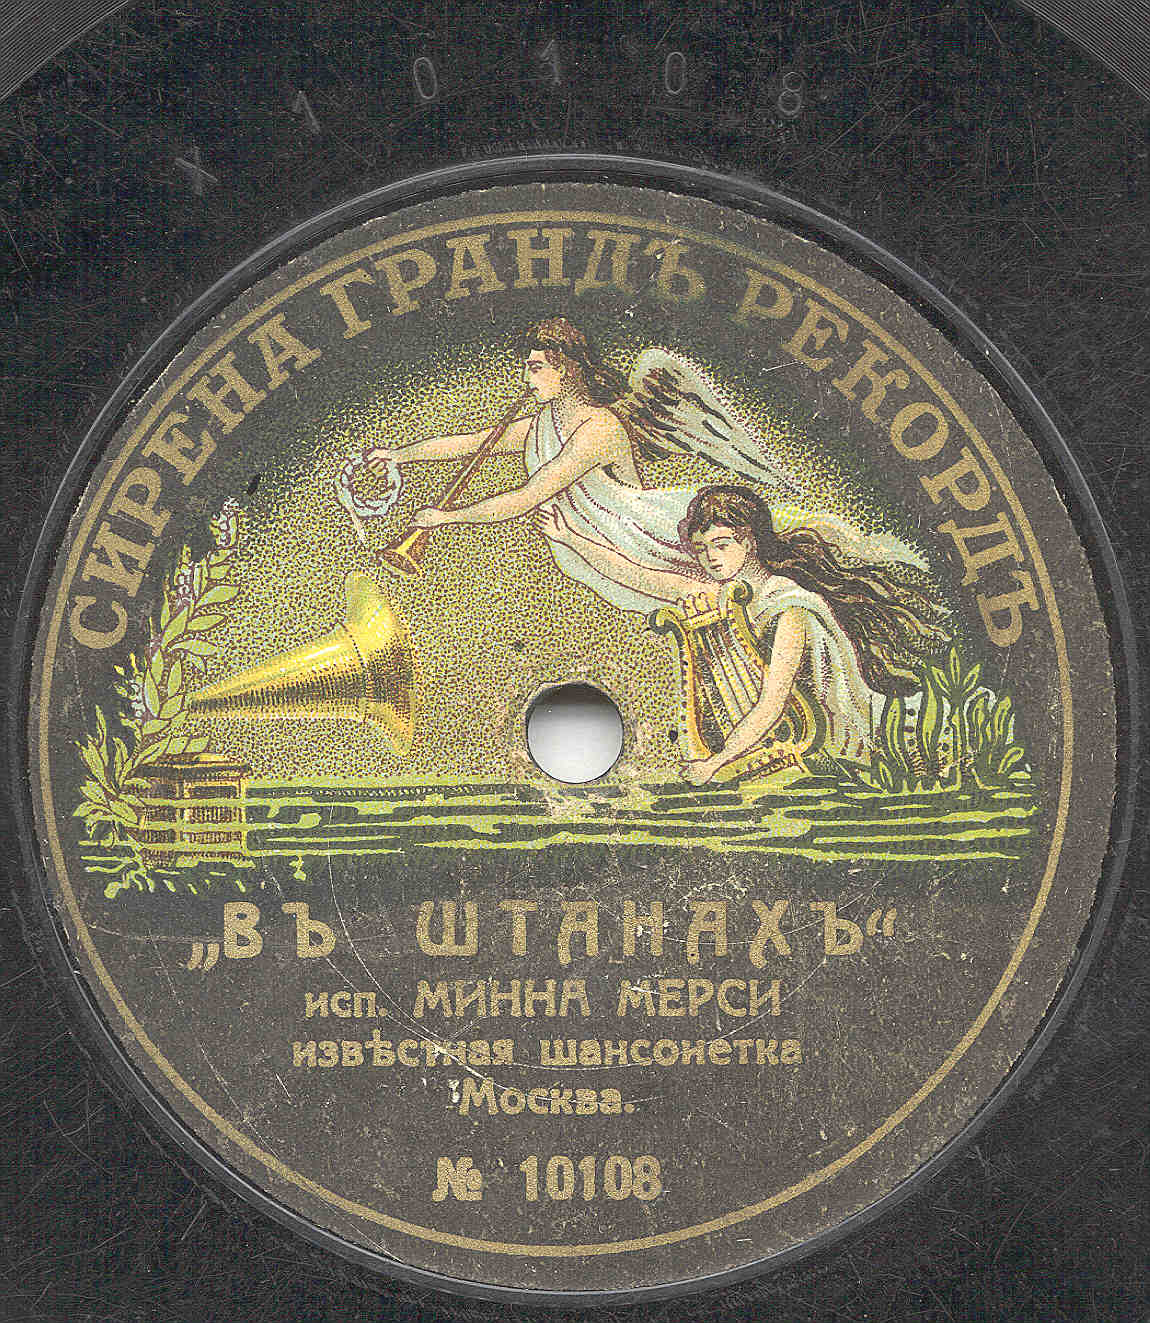 X 10108
СИРЕНА ГРАНДЪ РЕКОРДЪ
„ВЪ ШТАНАХЪ“
исп. МИННА МЕРСИ
извѣстная шансонетка
Москва.
№ 10108